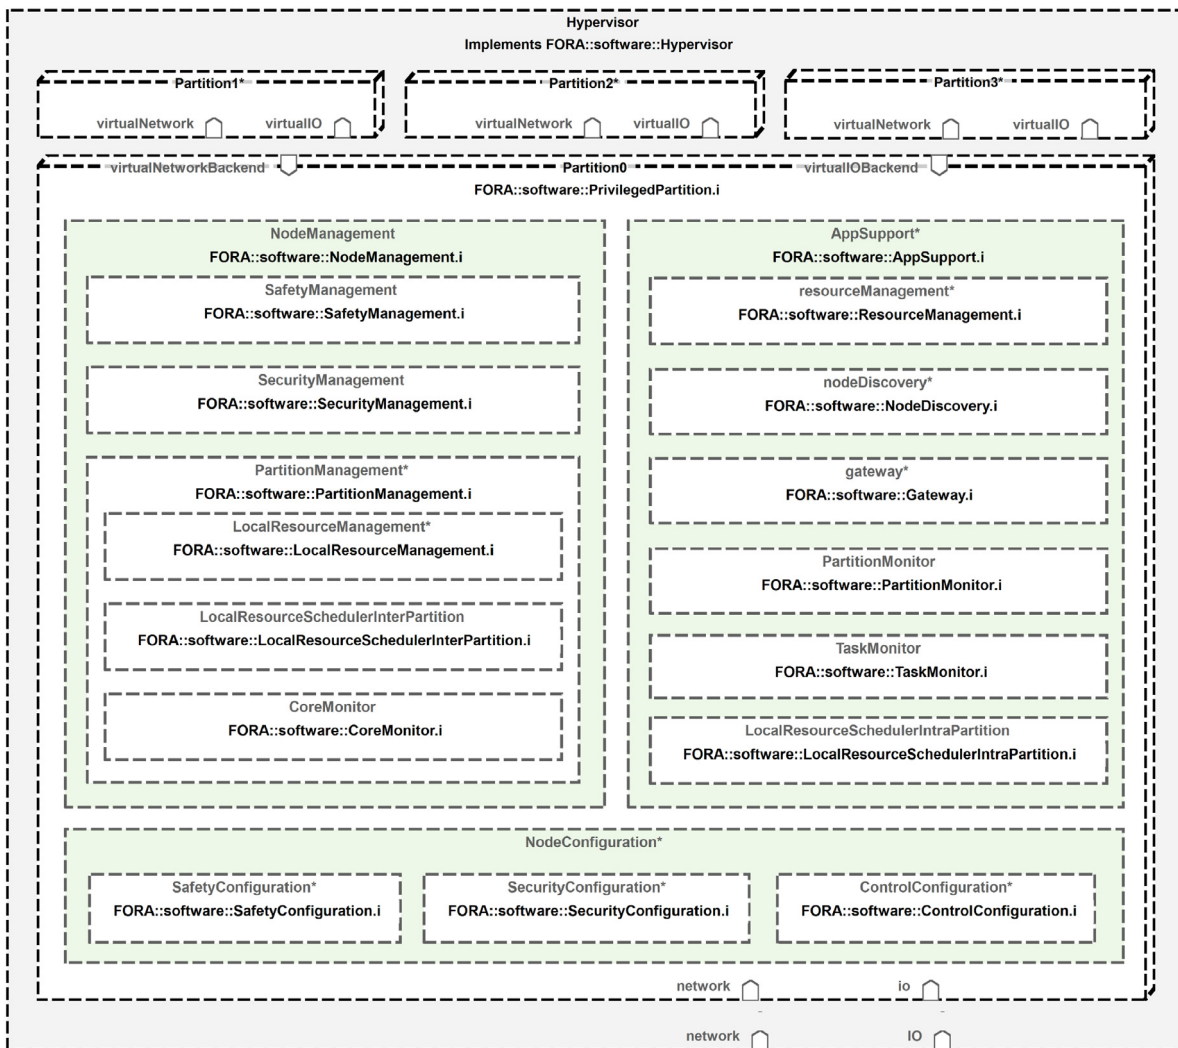 Hypervisor
Implements FORA::software::Hypervisor
Partition1*
virtualNetwork
virtualIO
Partition2*
virtualNetwork
virtualIO
Partition3*
virtualNetwork
virtualIO
virtualNetworkBackend
Partition0
virtualIOBackend
FORA::software::PrivilegedPartition.i
NodeManagement
FORA::software::NodeManagement.i
SafetyManagement
FORA::software::SafetyManagement.i
SecurityManagement
FORA::software::SecurityManagement.i
PartitionManagement*
FORA::software::PartitionManagement.i
LocalResourceManagement*
FORA::software::LocalResourceManagement.i
LocalResourceSchedulerInterPartition
FORA::software::LocalResourceSchedulerInterPartition.i
CoreMonitor
FORA::software::CoreMonitor.i
AppSupport*
FORA::software::AppSupport.i
resourceManagement*
FORA::software::ResourceManagement.i
nodeDiscovery*
FORA::software::NodeDiscovery.i
gateway*
FORA::software::Gateway.i
PartitionMonitor
FORA::software::PartitionMonitor.i
TaskMonitor
FORA::software::TaskMonitor.i
LocalResourceSchedulerIntraPartition
FORA::software::LocalResourceSchedulerIntraPartition.i
NodeConfiguration*
SafetyConfiguration*
FORA::software::SafetyConfiguration.i
SecurityConfiguration*
FORA::software::SecurityConfiguration.i
ControlConfiguration*
FORA::software::ControlConfiguration.i
network
io
network
IO